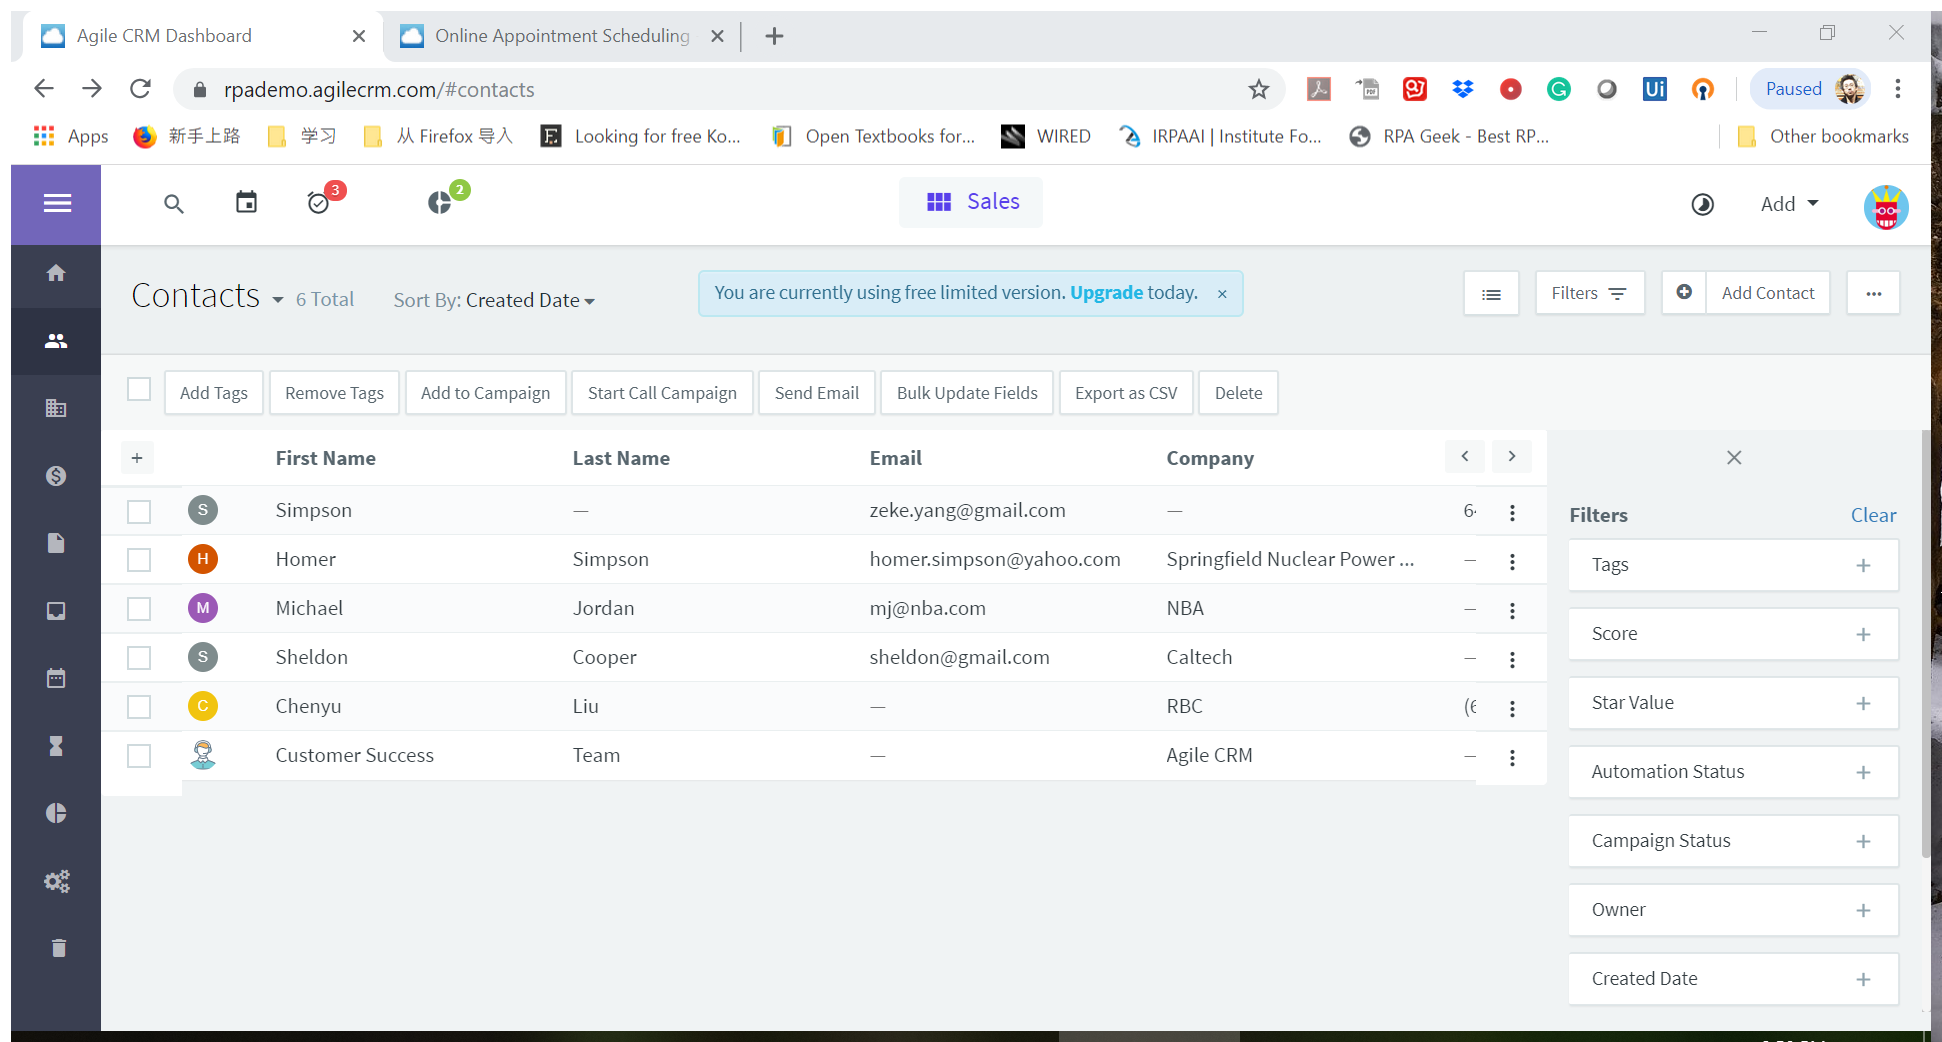 Agile CRM Dashboard
Online Appointment Scheduling
rpademo.agilecrm.com/#contacts
Paused
Apps
新手上路
学习
从 Firefox 导入
Looking for free Ko...
Open Textbooks for...
WIRED
IRPAAI | Institute Fo...
RPA Geek - Best RP...
Other bookmarks
3
2
Sales
Add
Contacts
6 Total
Sort By: Created Date
You are currently using free limited version. Upgrade today. ×
Filters
Add Contact
...
Add Tags
Remove Tags
Add to Campaign
Start Call Campaign
Send Email
Bulk Update Fields
Export as CSV
Delete
+ First Name Last Name Email Company
S Simpson — zeke.yang@gmail.com —
H Homer Simpson homer.simpson@yahoo.com Springfield Nuclear Power ... —
M Michael Jordan mj@nba.com NBA —
S Sheldon Cooper sheldon@gmail.com Caltech —
C Chenyu Liu — RBC (6
Customer Success Team — Agile CRM —
Filters Clear
Tags +
Score +
Star Value +
Automation Status +
Campaign Status +
Owner +
Created Date +